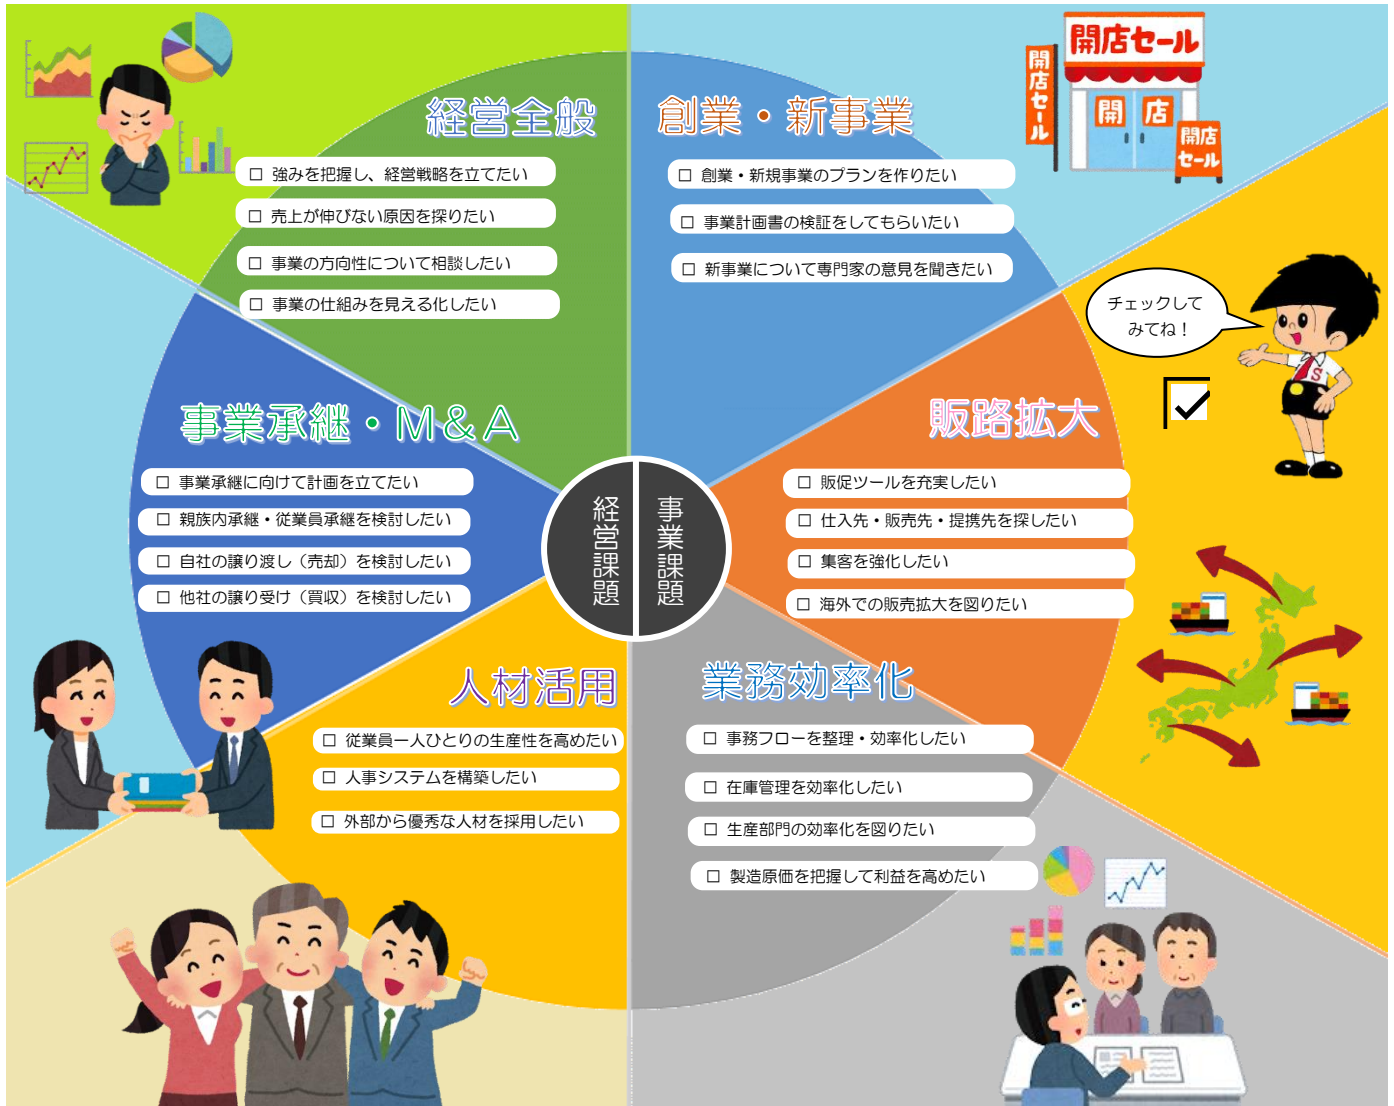 経営全般
□ 強みを把握し、経営戦略を立てたい
□ 売上が伸びない原因を探りたい
□ 事業の方向性について相談したい
□ 事業の仕組みを見える化したい
創業・新事業
□ 創業・新規事業のプランを作りたい
□ 事業計画書の検証をしてもらいたい
□ 新事業について専門家の意見を聞きたい
開店セール
開店セール
開店
開店
セール
チェックして
みてね！
S
事業承継・M＆A
□ 事業承継に向けて計画を立てたい
□ 親族内承継・従業員承継を検討したい
□ 自社の譲り渡し（売却）を検討したい
□ 他社の譲り受け（買収）を検討したい
経営課題
事業課題
販路拡大
□ 販促ツールを充実したい
□ 仕入先・販売先・提携先を探したい
□ 集客を強化したい
□ 海外での販売拡大を図りたい
人材活用
□ 従業員一人ひとりの生産性を高めたい
□ 人事システムを構築したい
□ 外部から優秀な人材を採用したい
業務効率化
□ 事務フローを整理・効率化したい
□ 在庫管理を効率化したい
□ 生産部門の効率化を図りたい
□ 製造原価を把握して利益を高めたい